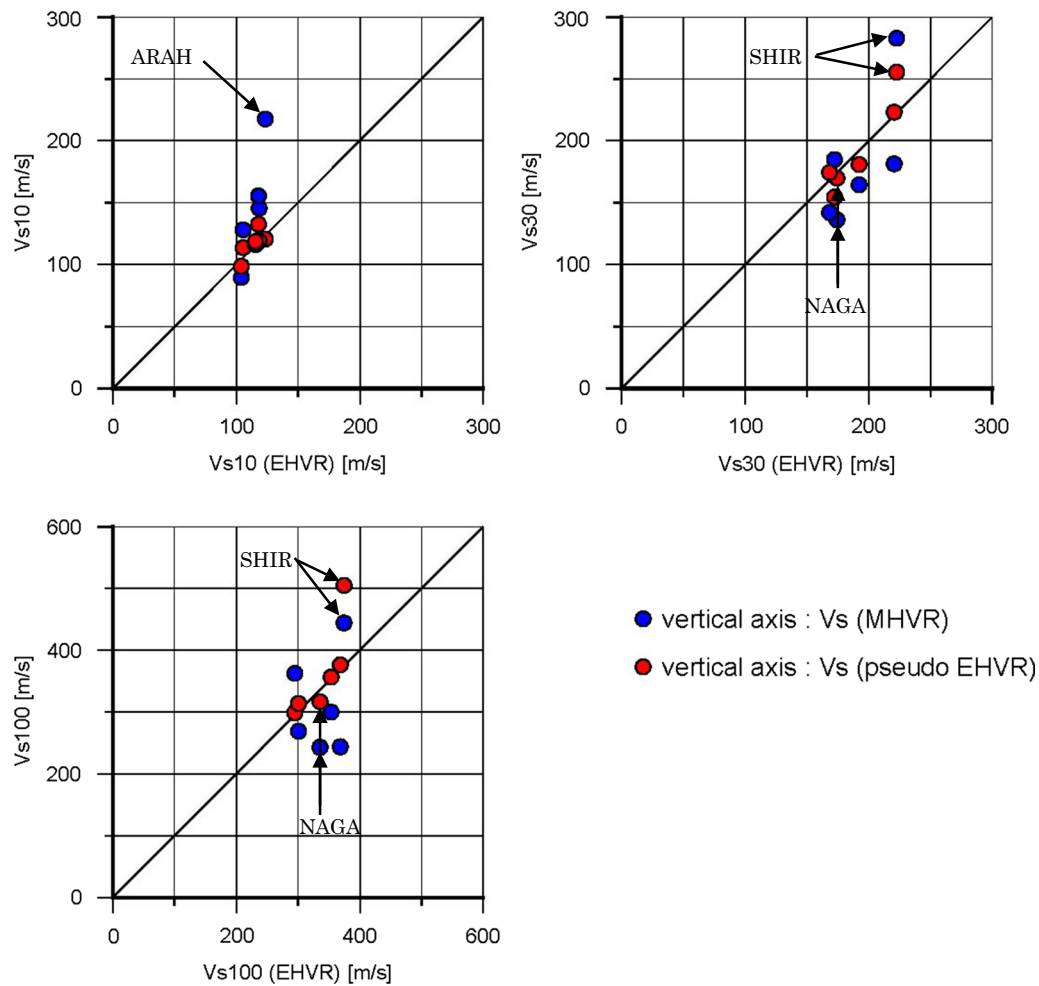 300
200
100
0
Vs10 [m/s]
ARAH
0 100 200 300
Vs10 (EHVR) [m/s]
300
200
100
0
Vs30 [m/s]
SHIR
NAGA
0 100 200 300
Vs30 (EHVR) [m/s]
600
400
200
0
Vs100 [m/s]
SHIR
NAGA
0 200 400 600
Vs100 (EHVR) [m/s]
vertical axis : Vs (MHVR)
vertical axis : Vs (pseudo EHVR)